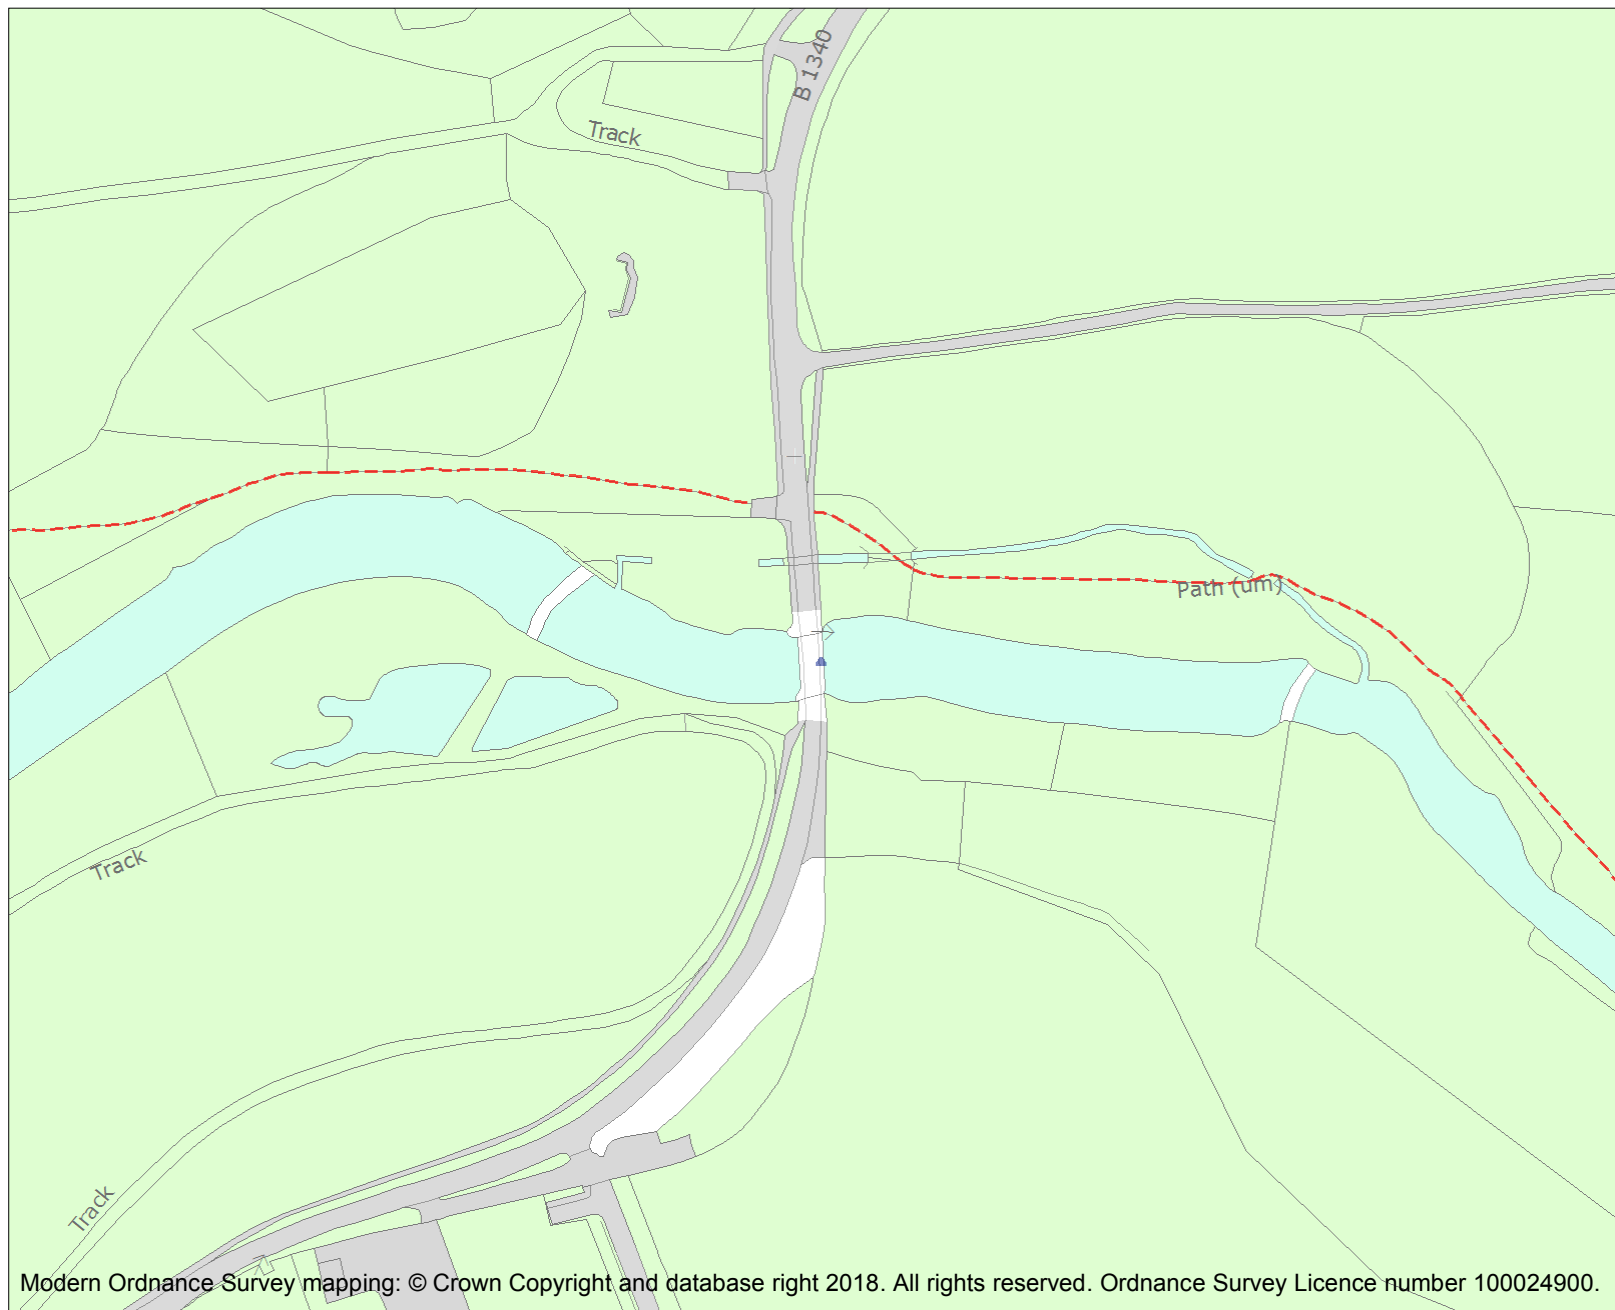 B 1340
Track
Path (um)
Track
Track
Modern Ordnance Survey mapping: © Crown Copyright and database right 2018. All rights reserved. Ordnance Survey Licence number 100024900.